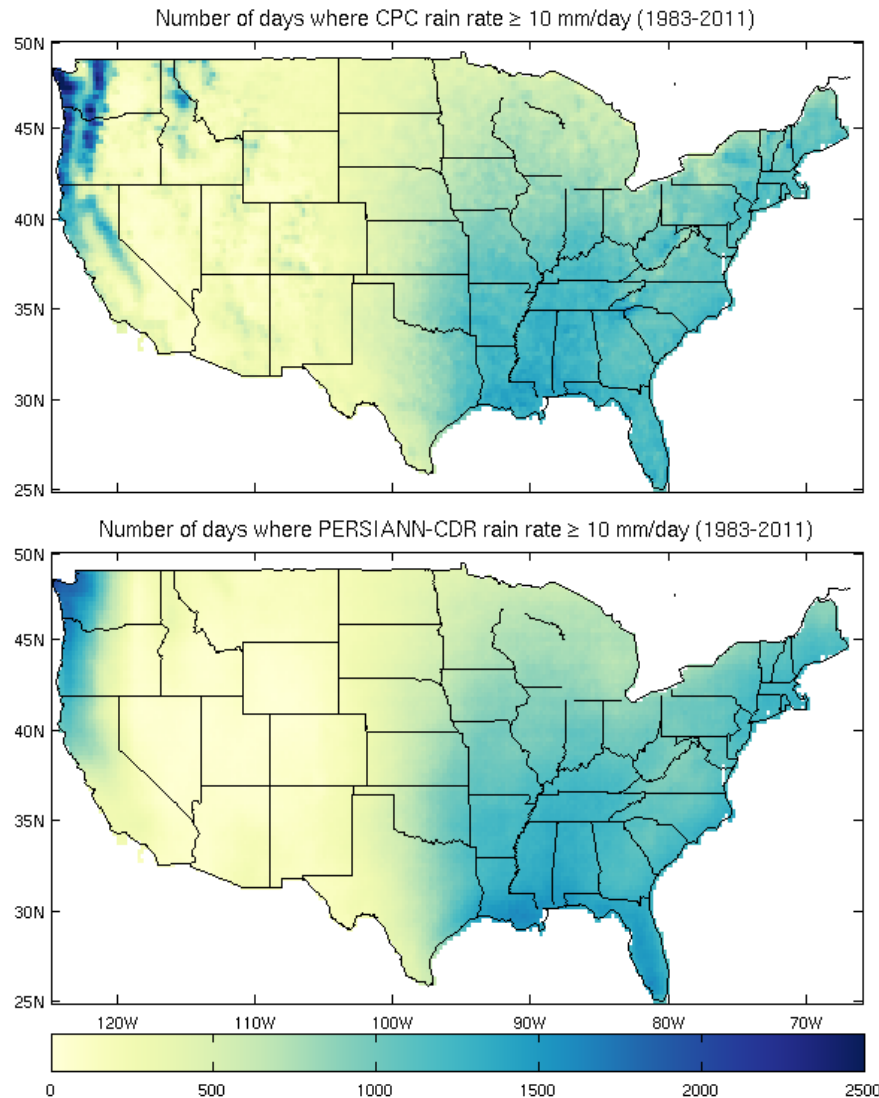 Number of days where CPC rain rate ≥ 10 mm/day (1983-2011)
50N
45N
40N
35N
30N
25N
Number of days where PERSIANN-CDR rain rate ≥ 10 mm/day (1983-2011)
50N
45N
40N
35N
30N
25N
120W 110W 100W 90W 80W 70W
0 500 1000 1500 2000 2500